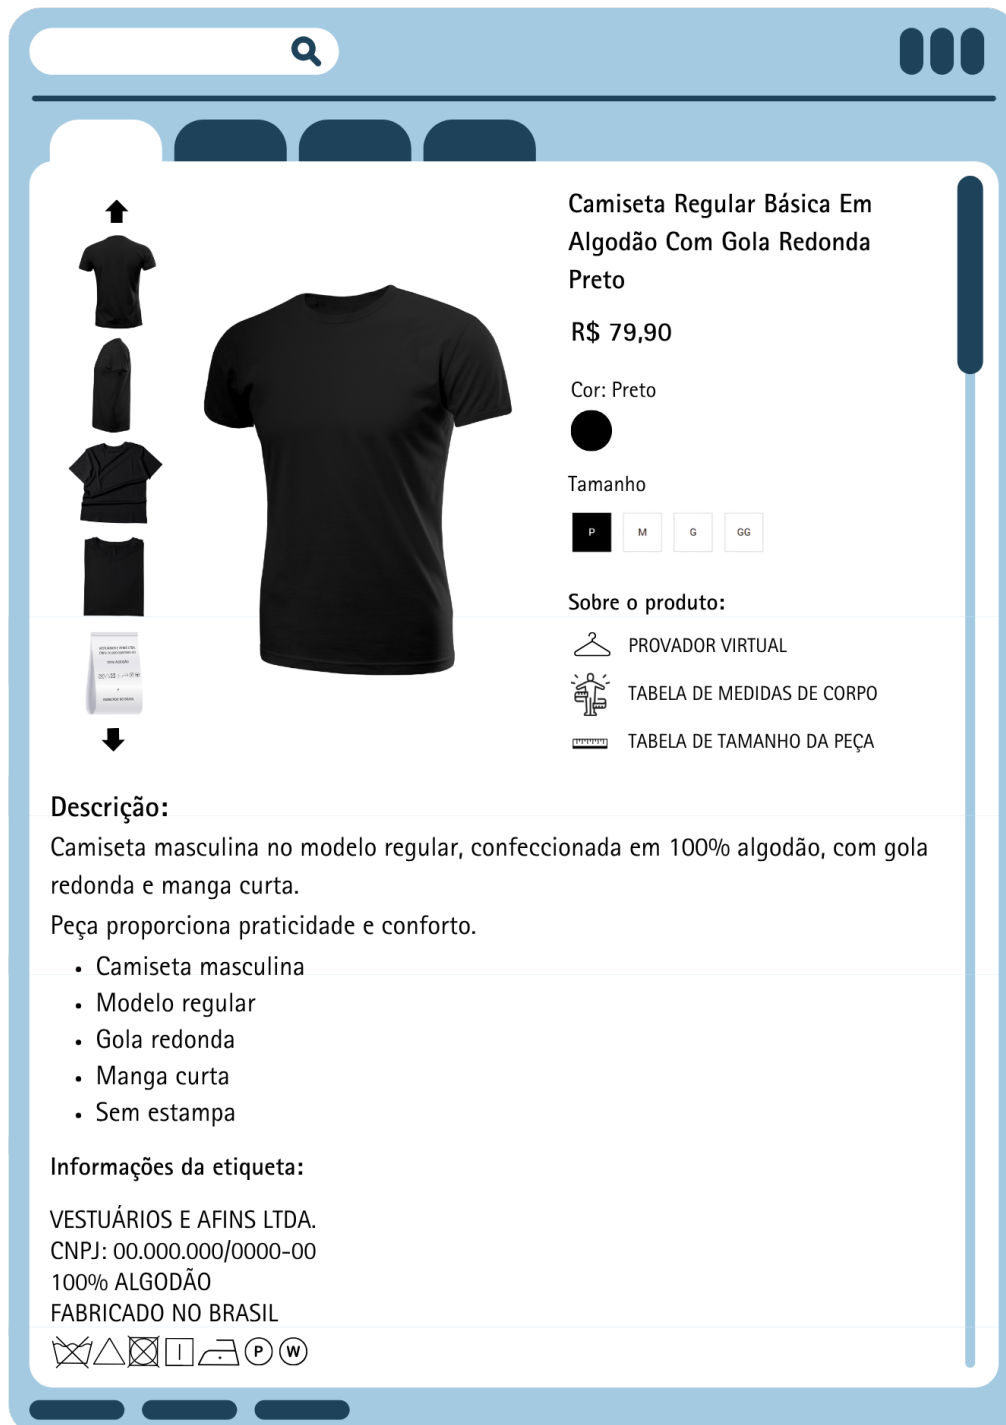 Camiseta Regular Básica Em
Algodão Com Gola Redonda
Preto
R$ 79,90
Cor: Preto
Tamanho
P M G GG
Sobre o produto:
PROVADOR VIRTUAL
TABELA DE MEDIDAS DE CORPO
TABELA DE TAMANHO DA PEÇA
100% ALGODÃO
Descrição:
Camiseta masculina no modelo regular, confeccionada em 100% algodão, com gola
redonda e manga curta.
Peça proporciona praticidade e conforto.
• Camiseta masculina
• Modelo regular
• Gola redonda
• Manga curta
• Sem estampa
Informações da etiqueta:
VESTUÁRIOS E AFINS LTDA.
CNPJ: 00.000.000/0000-00
100% ALGODÃO
FABRICADO NO BRASIL
P W